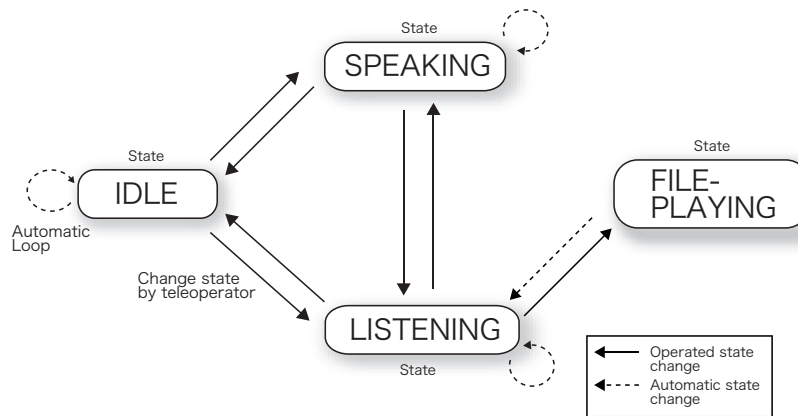 State
SPEAKING
State
IDLE
Automatic
Loop
Change state
by teleoperator
State
FILE-
PLAYING
LISTENING
State
Operated state
change
Automatic state
change